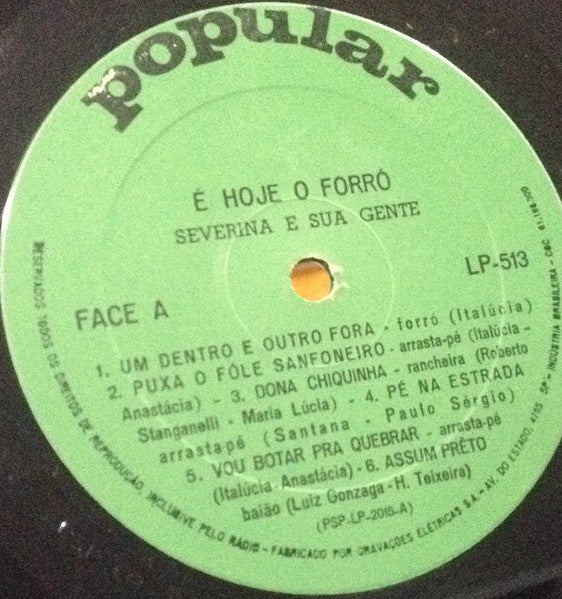 popular
É HOJE O FORRÓ
SEVERINA E SUA GENTE
LP-513
FACE A
1. UM DENTRO E OUTRO FORA - forró (Italúcia)
2. PUXA O FÓLE SANFONEIRO - arrasta-pé (Italúcia -
Anastácia) - 3. DONA CHIQUINHA - rancheira (Roberto
Stanganelli - Maria Lúcia) - 4. PÉ NA ESTRADA
arrasta-pé (Santana - Paulo Sérgio)
5. VOU BOTAR PRA QUEBRAR - arrasta-pé
(Italúcia Anastácia) - 6. ASSUM PRÊTO
baião (Luiz Gonzaga - H. Teixeira)
(PSP-LP-2015-A)
RESERVADOS TODOS OS DIREITOS DE REPRODUÇÃO, INCLUSIVE PELO RÁDIO - FABRICADO POR GRAVAÇÕES ELÉTRICAS S.A. - AV. DO ESTADO, 4755 SP - INDÚSTRIA BRASILEIRA - CGC.